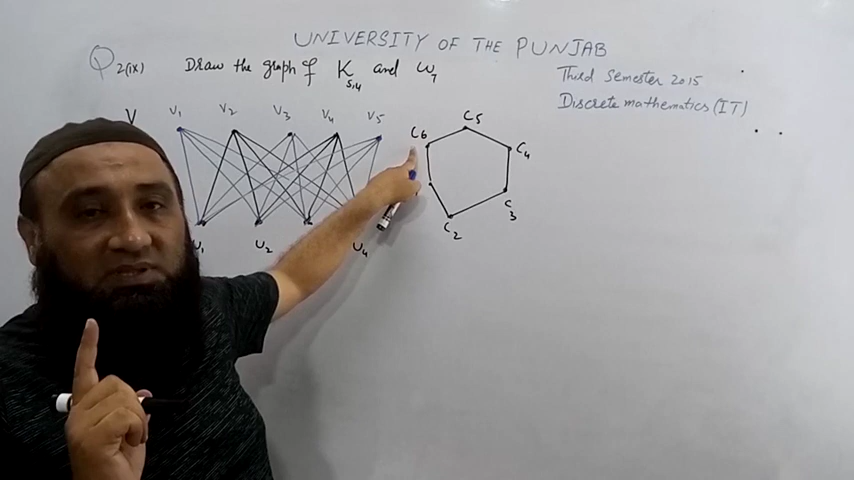 UNIVERSITY OF THE PUNJAB
Q2(ix) Draw the graph of K5,4 and W7
Third Semester 2015
Discrete mathematics (IT)
V V1 V2 V3 V4 V5
U1 U2 U4
C6 C5 C4
C2 C3